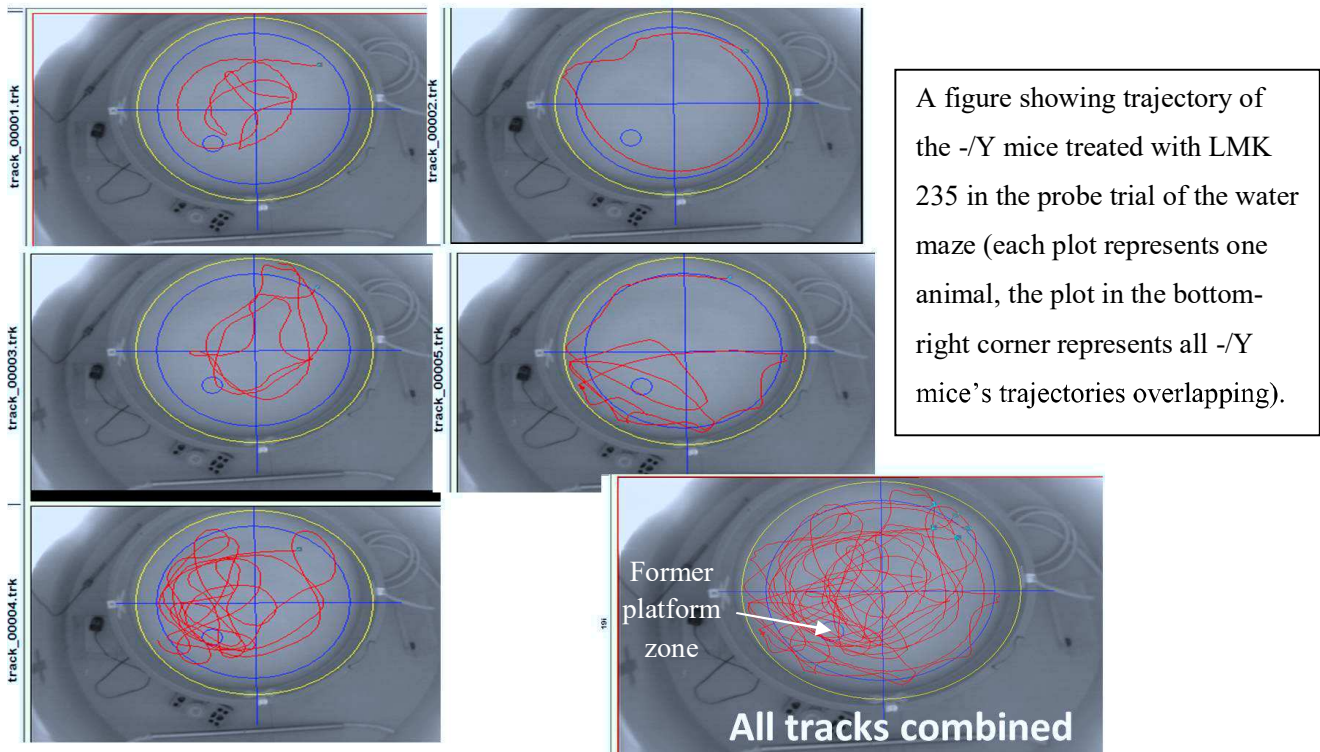 track_00001.trk
track_00002.trk
A figure showing trajectory of
the -/Y mice treated with LMK
235 in the probe trial of the water
maze (each plot represents one
animal, the plot in the bottom-
right corner represents all -/Y
mice’s trajectories overlapping).
track_00003.trk
track_00005.trk
track_00004.trk
Former
platform
zone
All tracks combined